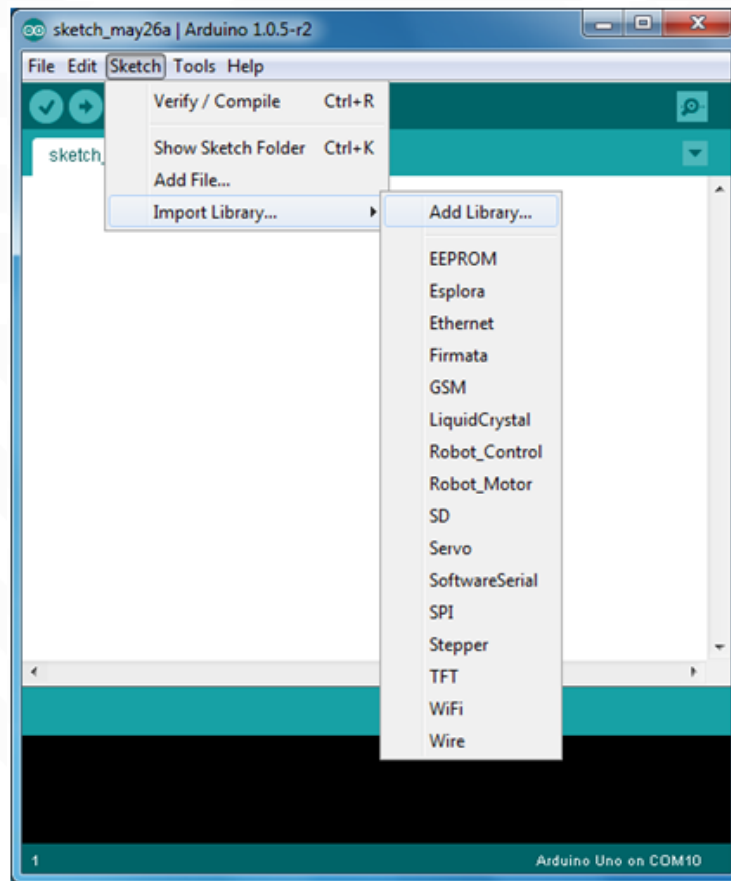 sketch_may26a | Arduino 1.0.5-r2
File Edit Sketch Tools Help
Verify / Compile Ctrl+R
sketch_
Show Sketch Folder Ctrl+K
Add File...
Import Library...
Add Library...
EEPROM
Esplora
Ethernet
Firmata
GSM
LiquidCrystal
Robot_Control
Robot_Motor
SD
Servo
SoftwareSerial
SPI
Stepper
TFT
WiFi
Wire
1 Arduino Uno on COM10